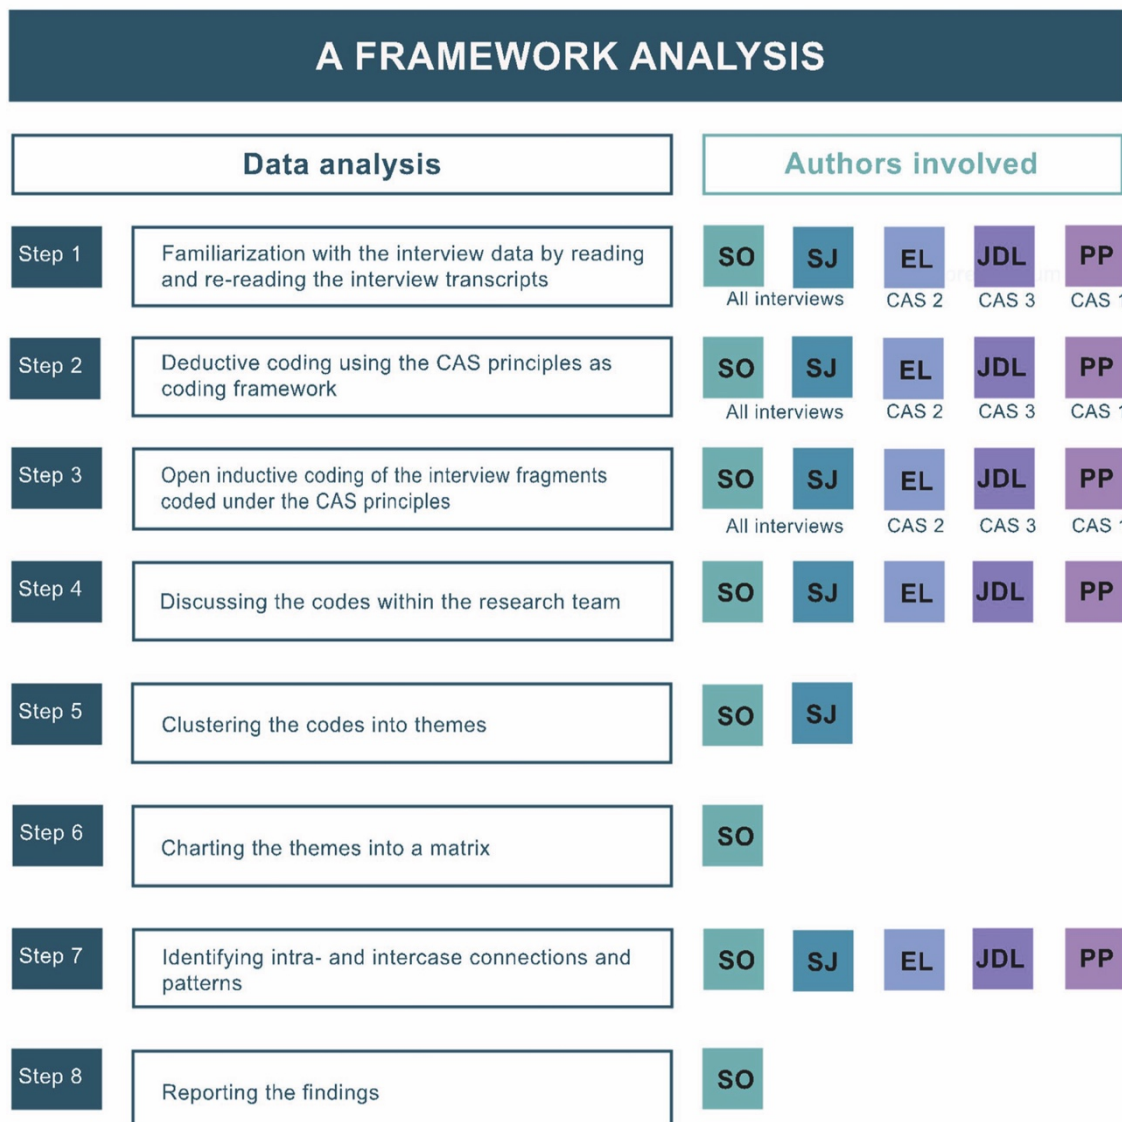 A FRAMEWORK ANALYSIS
Data analysis
Authors involved
Step 1
Familiarization with the interview data by reading
and re-reading the interview transcripts
SO SJ EL JDL PP
All interviews CAS 2 CAS 3 CAS 1
Step 2
Deductive coding using the CAS principles as
coding framework
SO SJ EL JDL PP
All interviews CAS 2 CAS 3 CAS 1
Step 3
Open inductive coding of the interview fragments
coded under the CAS principles
SO SJ EL JDL PP
All interviews CAS 2 CAS 3 CAS 1
Step 4
Discussing the codes within the research team
SO SJ EL JDL PP
Step 5
Clustering the codes into themes
SO SJ
Step 6
Charting the themes into a matrix
SO
Step 7
Identifying intra- and intercase connections and
patterns
SO SJ EL JDL PP
Step 8
Reporting the findings
SO